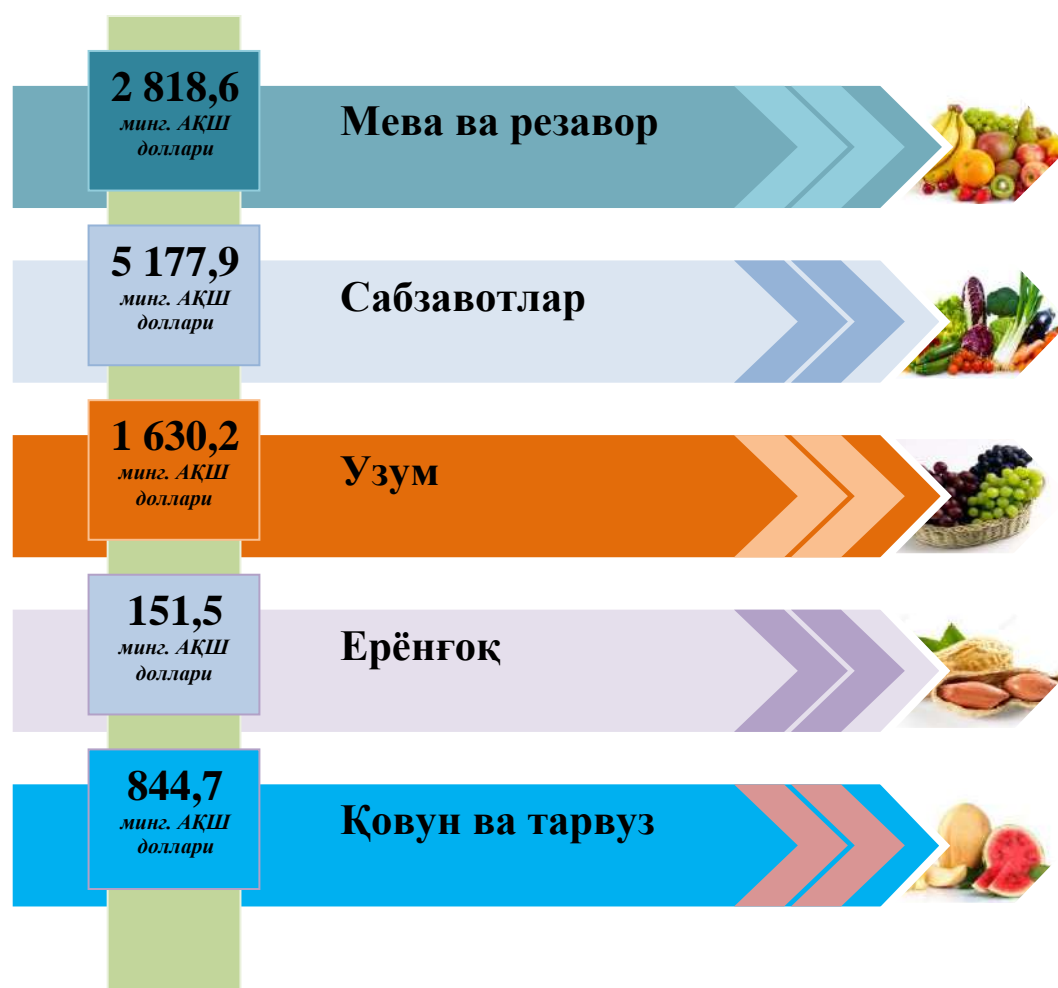 2 818,6
минг. АҚШ
доллари
Мева ва резавор
5 177,9
минг. АҚШ
доллари
Сабзавотлар
1 630,2
минг. АҚШ
доллари
Узум
151,5
минг. АҚШ
доллари
Ерёнғоқ
844,7
минг. АҚШ
доллари
Қовун ва тарвуз